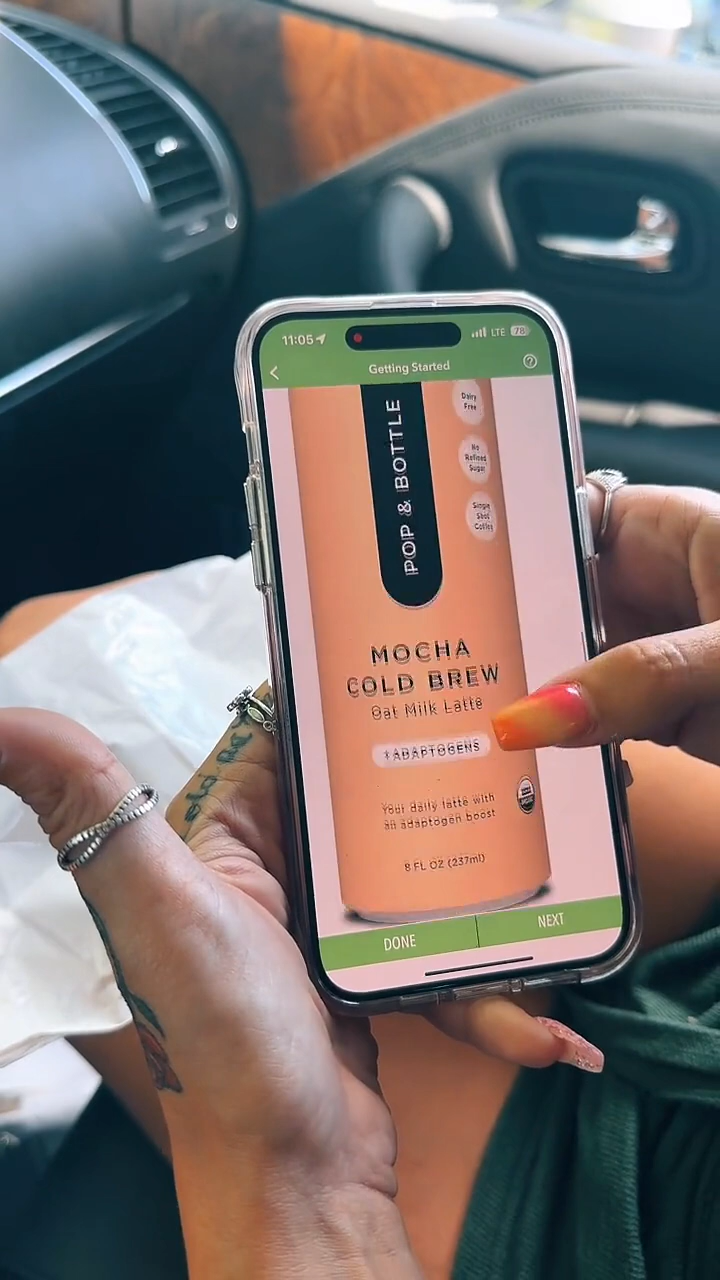 11:05
LTE
78
Getting Started
?
POP & BOTTLE
Dairy
Free
No
Refined
Sugar
Single
Shot
Coffee
MOCHA
COLD BREW
Oat Milk Latte
+ADAPTOGENS
Your daily latte with
an adaptogen boost
8 FL OZ (237ml)
DONE
NEXT